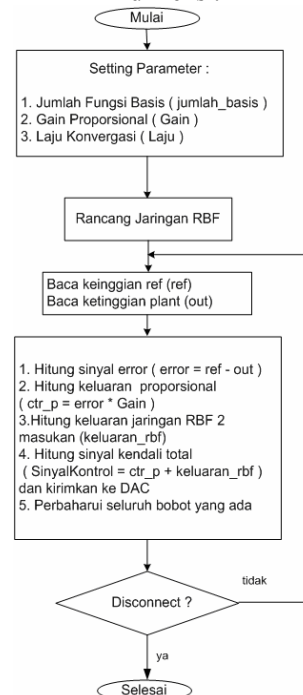 Mulai
Setting Parameter :
1. Jumlah Fungsi Basis ( jumlah_basis )
2. Gain Proporsional ( Gain )
3. Laju Konvergasi ( Laju )
Rancang Jaringan RBF
Baca keinggian ref (ref)
Baca ketinggian plant (out)
1. Hitung sinyal error ( error = ref - out )
2. Hitung keluaran proporsional
( ctr_p = error * Gain )
3.Hitung keluaran jaringan RBF 2
masukan (keluaran_rbf)
4. Hitung sinyal kendali total
( SinyalKontrol = ctr_p + keluaran_rbf )
dan kirimkan ke DAC
5. Perbaharui seluruh bobot yang ada
tidak
Disconnect ?
ya
Selesai